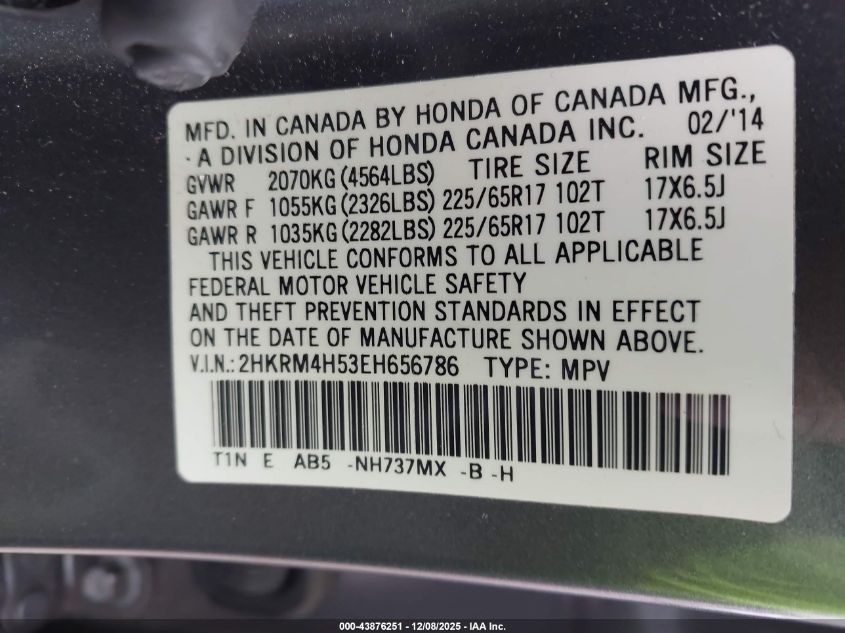 MFD. IN CANADA BY HONDA OF CANADA MFG.,
- A DIVISION OF HONDA CANADA INC. 02/'14
GVWR 2070KG (4564LBS) TIRE SIZE RIM SIZE
GAWR F 1055KG (2326LBS) 225/65R17 102T 17X6.5J
GAWR R 1035KG (2282LBS) 225/65R17 102T 17X6.5J
THIS VEHICLE CONFORMS TO ALL APPLICABLE
FEDERAL MOTOR VEHICLE SAFETY
AND THEFT PREVENTION STANDARDS IN EFFECT
ON THE DATE OF MANUFACTURE SHOWN ABOVE.
V.I.N.: 2HKRM4H53EH656786 TYPE: MPV
T1N E AB5 -NH737MX -B -H
000-43876251 - 12/08/2025 - IAA Inc.